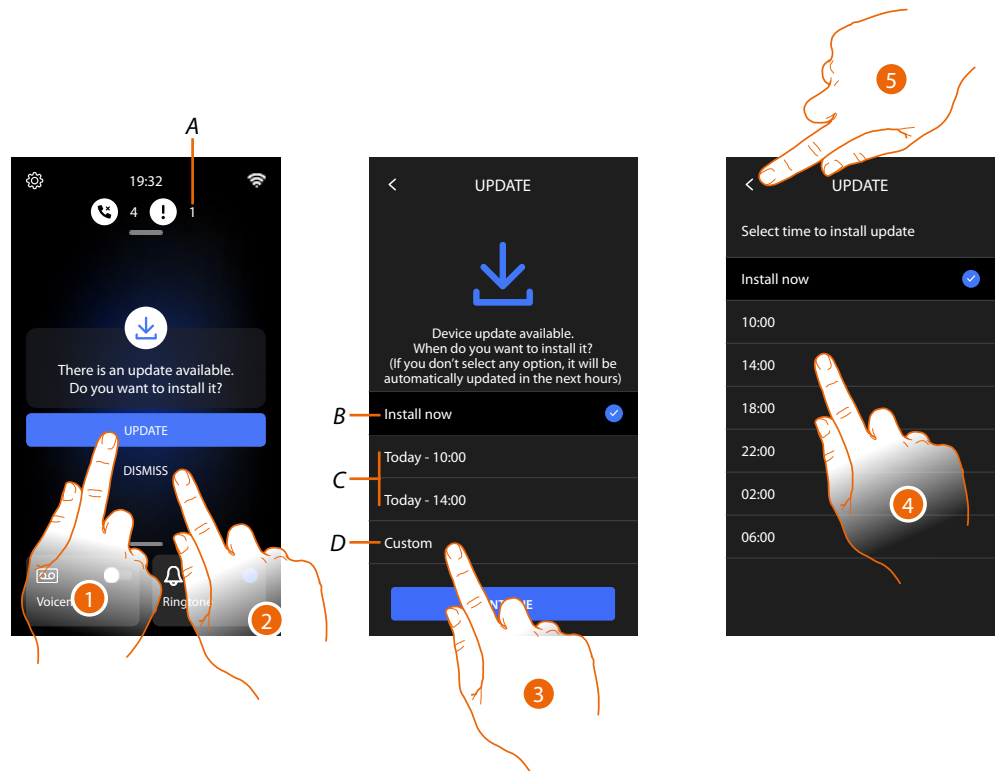 A
19:32
4 ! 1
There is an update available.
Do you want to install it?
UPDATE
DISMISS
1
2
UPDATE
Device update available.
When do you want to install it?
(If you don't select any option, it will be
automatically updated in the next hours)
B
Install now
C
Today - 10:00
Today - 14:00
D
Custom
3
5
UPDATE
Select time to install update
Install now
10:00
14:00
18:00
22:00
02:00
06:00
4